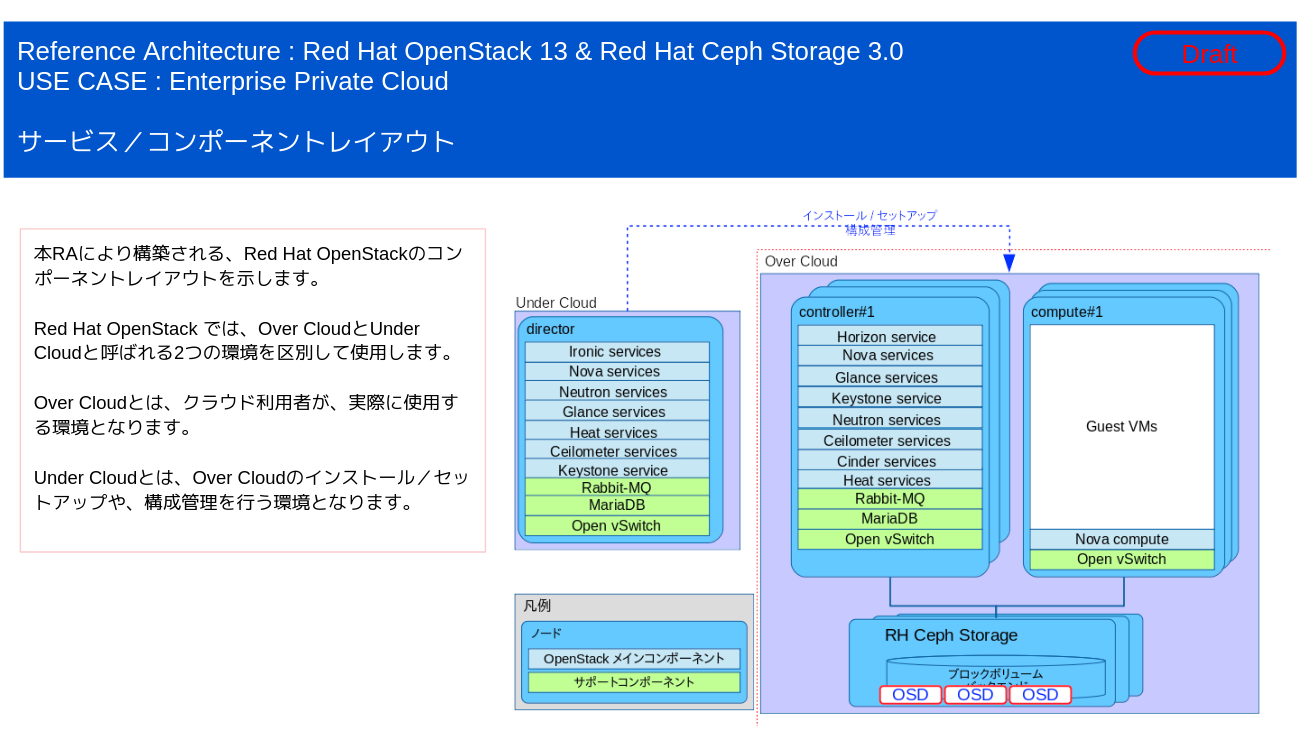 Reference Architecture : Red Hat OpenStack 13 & Red Hat Ceph Storage 3.0
USE CASE : Enterprise Private Cloud
Draft
サービス／コンポーネントレイアウト
本RAにより構築される、Red Hat OpenStackのコン
ポーネントレイアウトを示します。
Red Hat OpenStack では、Over CloudとUnder
Cloudと呼ばれる2つの環境を区別して使用します。
Over Cloudとは、クラウド利用者が、実際に使用す
る環境となります。
Under Cloudとは、Over Cloudのインストール／セッ
トアップや、構成管理を行う環境となります。
インストール / セットアップ
構成管理
Under Cloud
director
Ironic services
Nova services
Neutron services
Glance services
Heat services
Ceilometer services
Keystone service
Rabbit-MQ
MariaDB
Open vSwitch
Over Cloud
controller#1
Horizon service
Nova services
Glance services
Keystone service
Neutron services
Ceilometer services
Cinder services
Heat services
Rabbit-MQ
MariaDB
Open vSwitch
compute#1
Guest VMs
Nova compute
Open vSwitch
RH Ceph Storage
ブロックボリューム
バックエンド
OSD OSD OSD
凡例
ノード
OpenStack メインコンポーネント
サポートコンポーネント